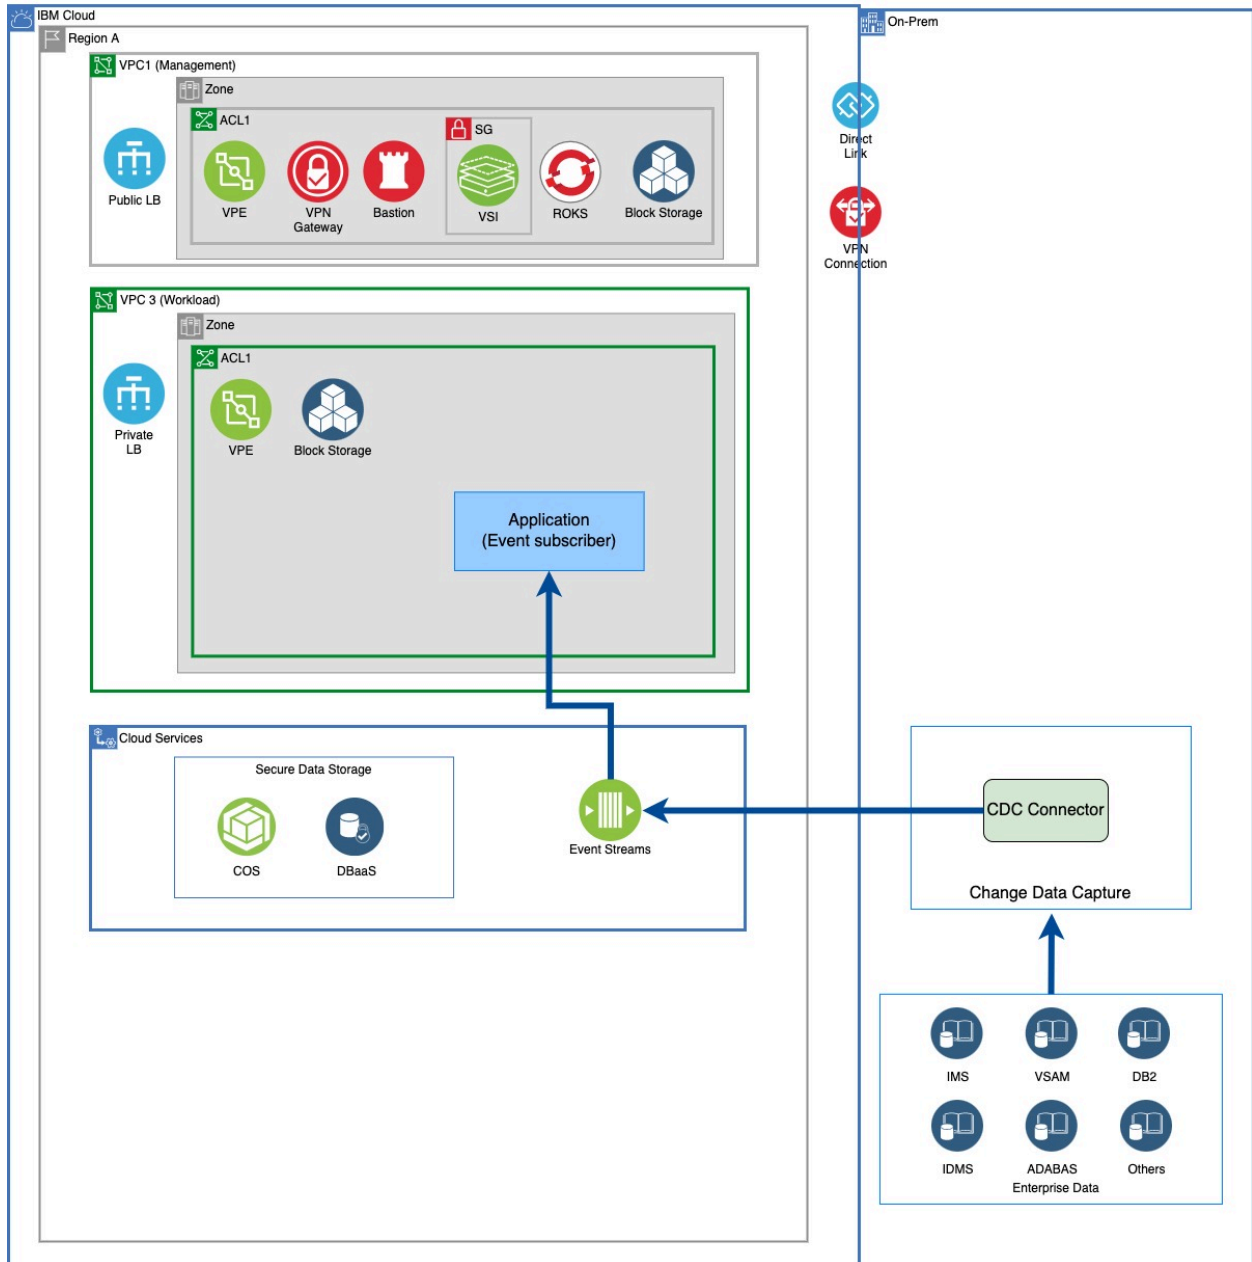 IBM Cloud
On-Prem
Region A
VPC1 (Management)
Zone
ACL1
SG
Public LB
VPE
VPN
Gateway
Bastion
VSI
ROKS
Block Storage
Direct
Link
VPN
Connection
VPC 3 (Workload)
Zone
ACL1
Private
LB
VPE
Block Storage
Application
(Event subscriber)
Cloud Services
Secure Data Storage
COS
DBaaS
Event Streams
CDC Connector
Change Data Capture
IMS
VSAM
DB2
IDMS
ADABAS
Others
Enterprise Data